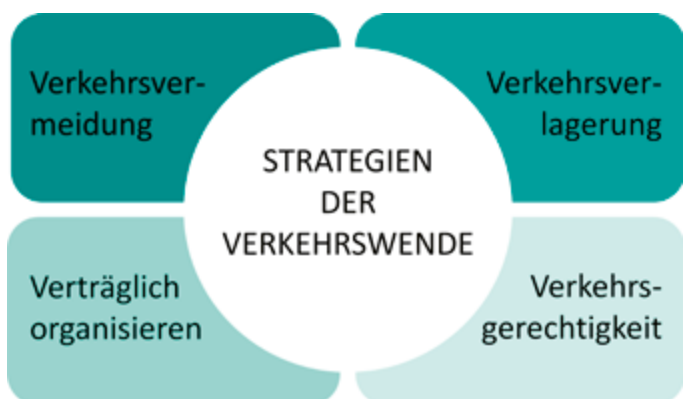 Verkehrsver-
meidung
Verkehrsver-
lagerung
STRATEGIEN
DER
VERKEHRSWENDE
Verträglich
organisieren
Verkehrs-
gerechtigkeit